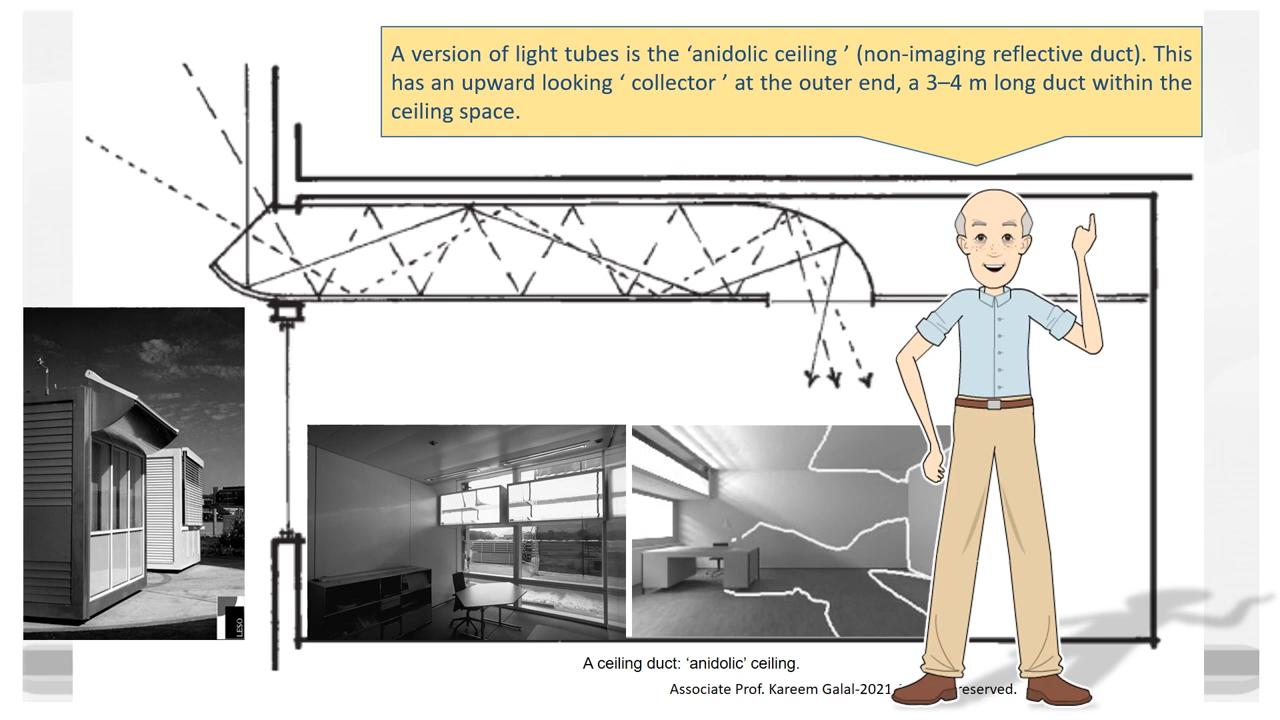 A version of light tubes is the ‘anidolic ceiling ’ (non-imaging reflective duct). This
has an upward looking ‘ collector ’ at the outer end, a 3–4 m long duct within the
ceiling space.
LESO
A ceiling duct: ‘anidolic’ ceiling.
Associate Prof. Kareem Galal-2021 reserved.